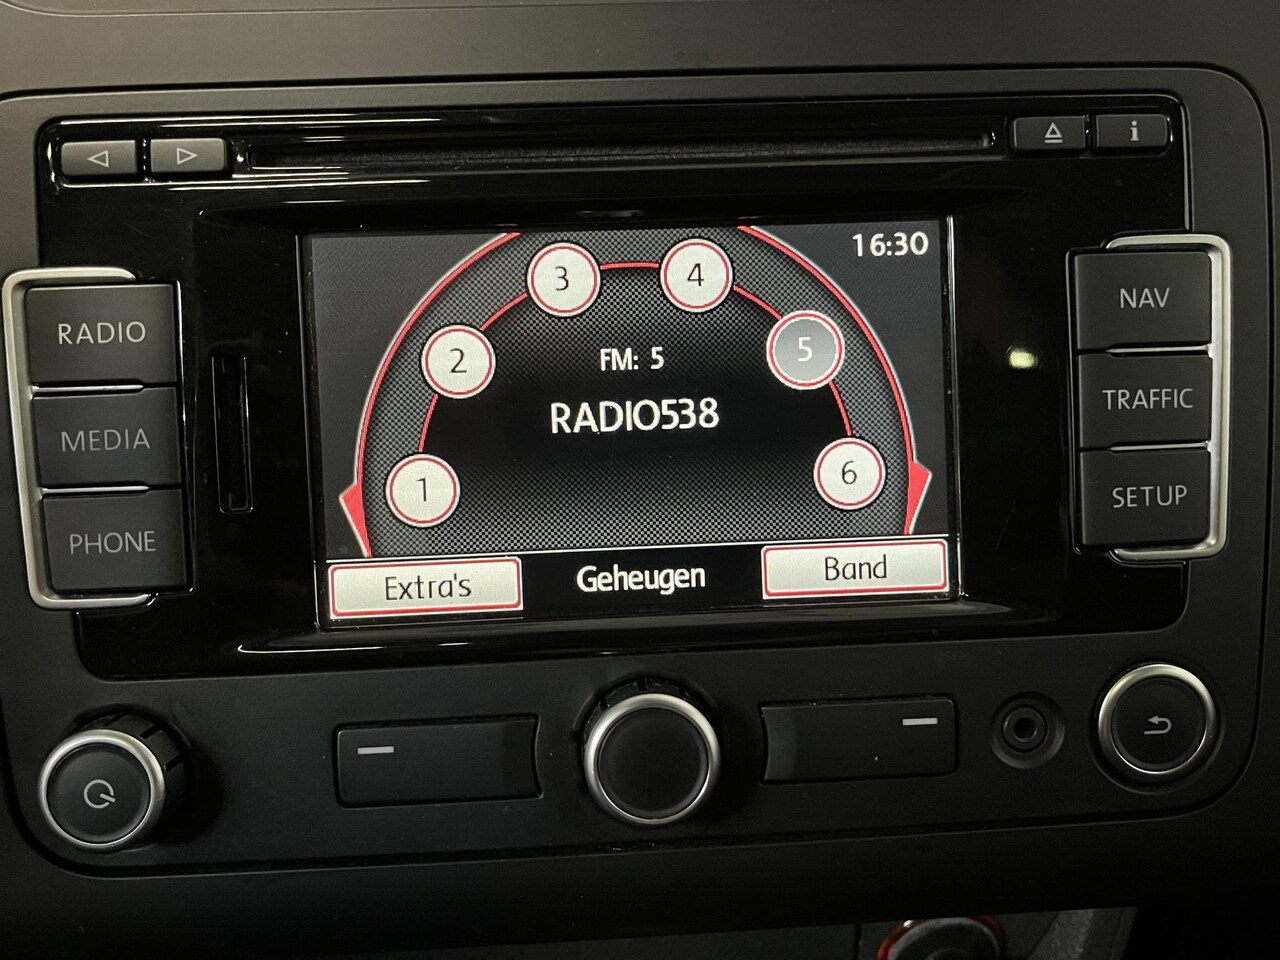 i
16:30
3
4
2
5
1
6
FM: 5
RADIO538
Extra's
Geheugen
Band
RADIO
MEDIA
PHONE
NAV
TRAFFIC
SETUP